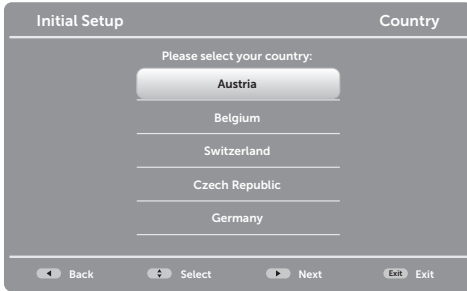 Initial Setup Country
Please select your country:
Austria
Belgium
Switzerland
Czech Republic
Germany
Back Select Next Exit Exit